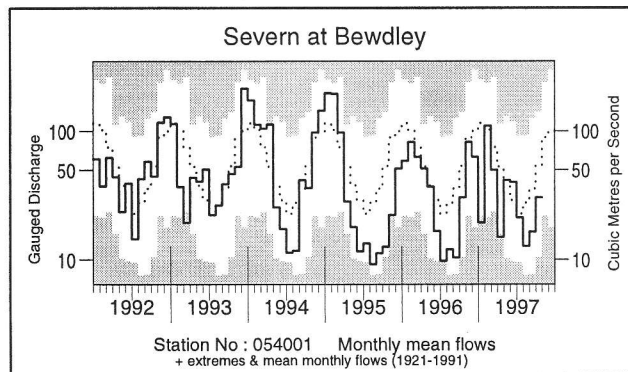 Severn at Bewdley
Gauged Discharge
100
50
10
100
50
10
Cubic Metres per Second
1992 1993 1994 1995 1996 1997
Station No : 054001 Monthly mean flows
+ extremes & mean monthly flows (1921-1991)